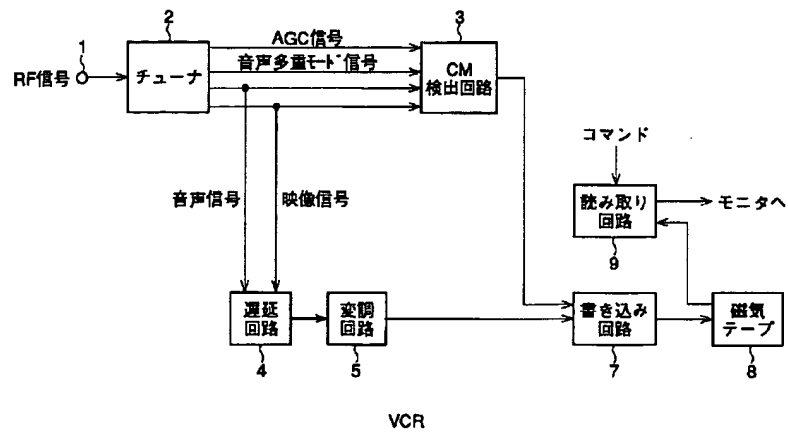 1
RF信号
2
チューナ
AGC信号
音声多重モード信号
3
CM
検出回路
音声信号
映像信号
コマンド
読み取り
回路
9
モニタへ
遅延
回路
4
変調
回路
5
書き込み
回路
7
磁気
テープ
8
VCR